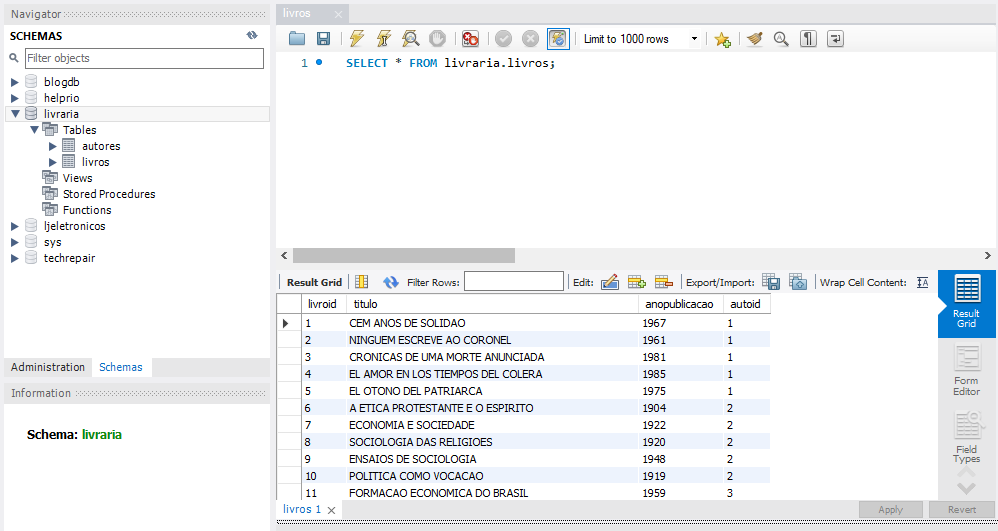 Navigator
SCHEMAS
Filter objects
blogdb
helprio
livraria
Tables
autores
livros
Views
Stored Procedures
Functions
ljeletronicos
sys
techrepair
Administration Schemas
Information
Schema: livraria
livros
Limit to 1000 rows
1 SELECT * FROM livraria.livros;
Result Grid Filter Rows: Edit: Export/Import: Wrap Cell Content:
livroid titulo anopublicacao autoid
1 CEM ANOS DE SOLIDAO 1967 1
2 NINGUEM ESCREVE AO CORONEL 1961 1
3 CRONICAS DE UMA MORTE ANUNCIADA 1981 1
4 EL AMOR EN LOS TIEMPOS DEL COLERA 1985 1
5 EL OTONO DEL PATRIARCA 1975 1
6 A ETICA PROTESTANTE E O ESPIRITO 1904 2
7 ECONOMIA E SOCIEDADE 1922 2
8 SOCIOLOGIA DAS RELIGIOES 1920 2
9 ENSAIOS DE SOCIOLOGIA 1948 2
10 POLITICA COMO VOCACAO 1919 2
11 FORMACAO ECONOMICA DO BRASIL 1959 3
Result
Grid
Form
Editor
Field
Types
livros 1 Apply Revert